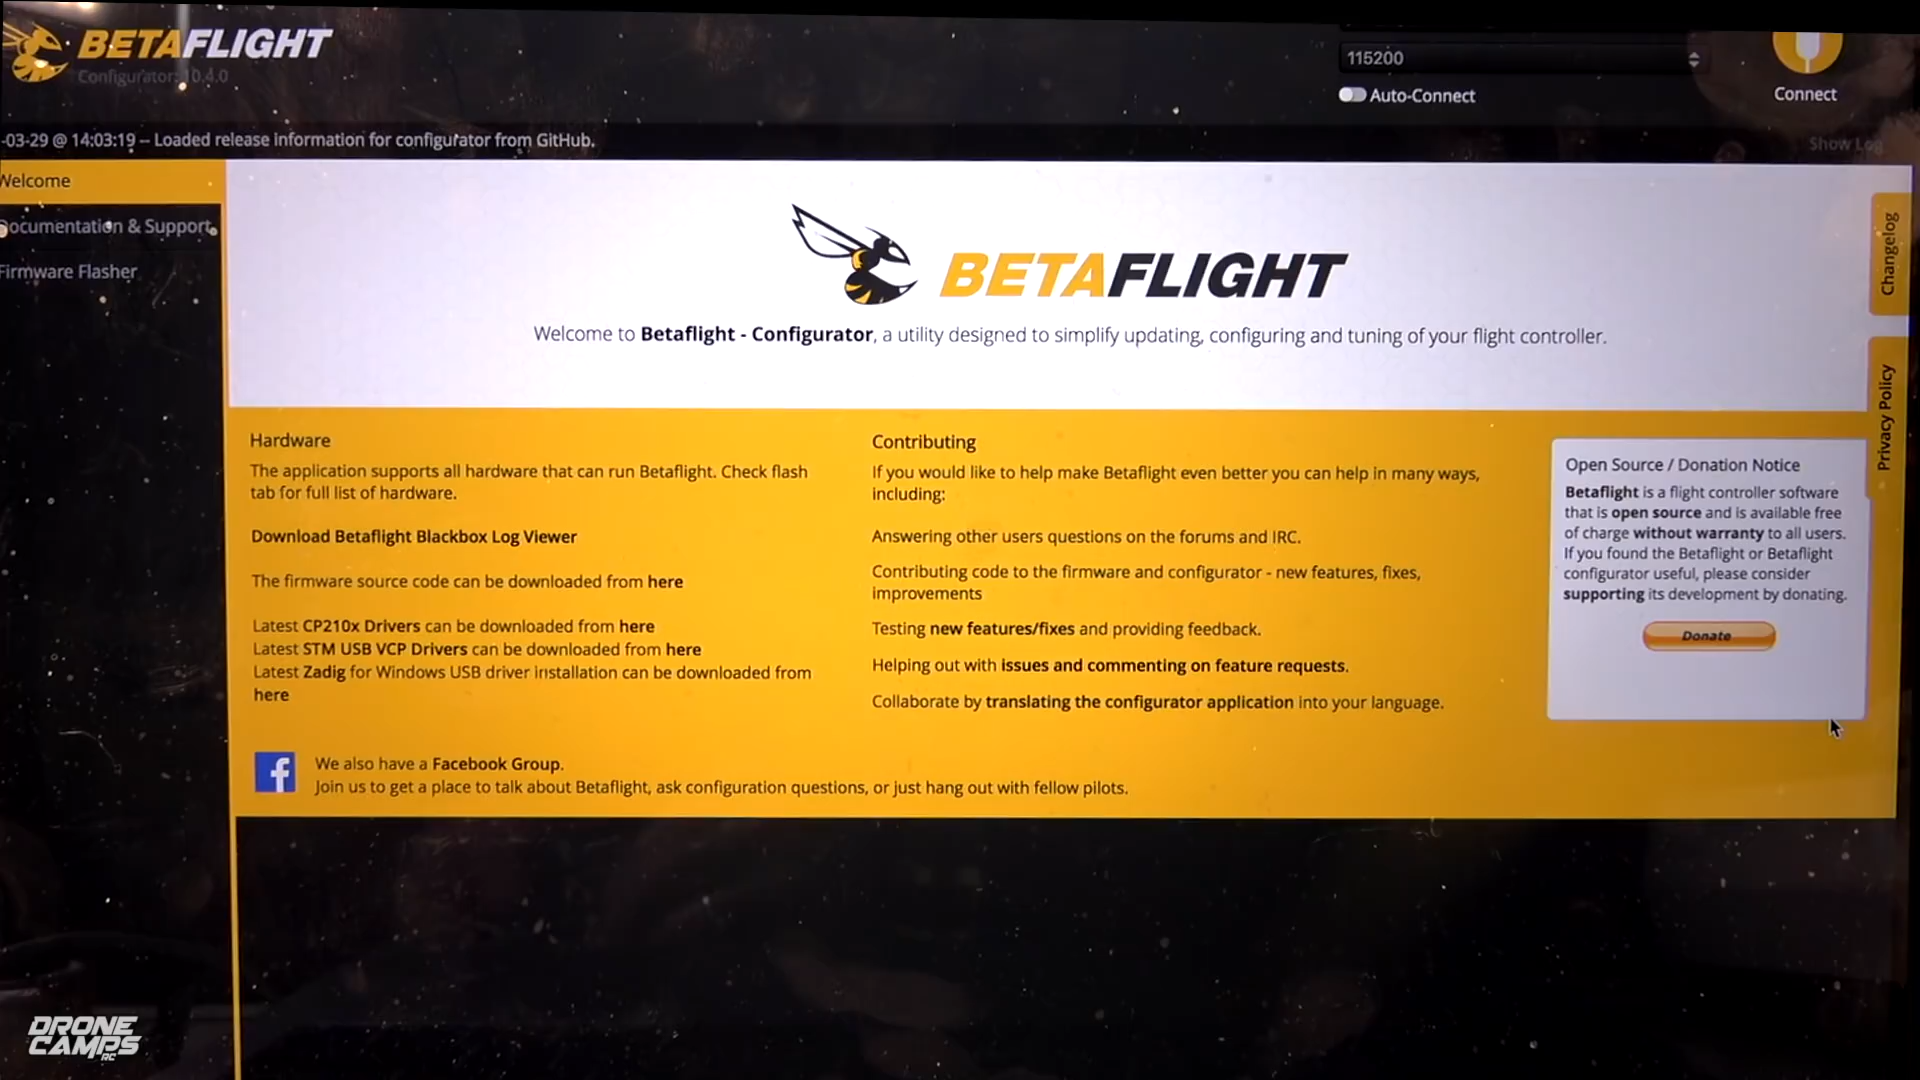 BETAFLIGHT
Configurator: 10.4.0
115200
Auto-Connect
Connect
-03-29 @ 14:03:19 -- Loaded release information for configurator from GitHub.
Show Log
Welcome
Documentation & Support
Firmware Flasher
BETAFLIGHT
Welcome to Betaflight - Configurator, a utility designed to simplify updating, configuring and tuning of your flight controller.
Changelog
Privacy Policy
Hardware
The application supports all hardware that can run Betaflight. Check flash
tab for full list of hardware.
Download Betaflight Blackbox Log Viewer
The firmware source code can be downloaded from here
Latest CP210x Drivers can be downloaded from here
Latest STM USB VCP Drivers can be downloaded from here
Latest Zadig for Windows USB driver installation can be downloaded from
here
Contributing
If you would like to help make Betaflight even better you can help in many ways,
including:
Answering other users questions on the forums and IRC.
Contributing code to the firmware and configurator - new features, fixes,
improvements
Testing new features/fixes and providing feedback.
Helping out with issues and commenting on feature requests.
Collaborate by translating the configurator application into your language.
Open Source / Donation Notice
Betaflight is a flight controller software
that is open source and is available free
of charge without warranty to all users.
If you found the Betaflight or Betaflight
configurator useful, please consider
supporting its development by donating.
Donate
f
We also have a Facebook Group.
Join us to get a place to talk about Betaflight, ask configuration questions, or just hang out with fellow pilots.
DRONE
CAMPS
RC